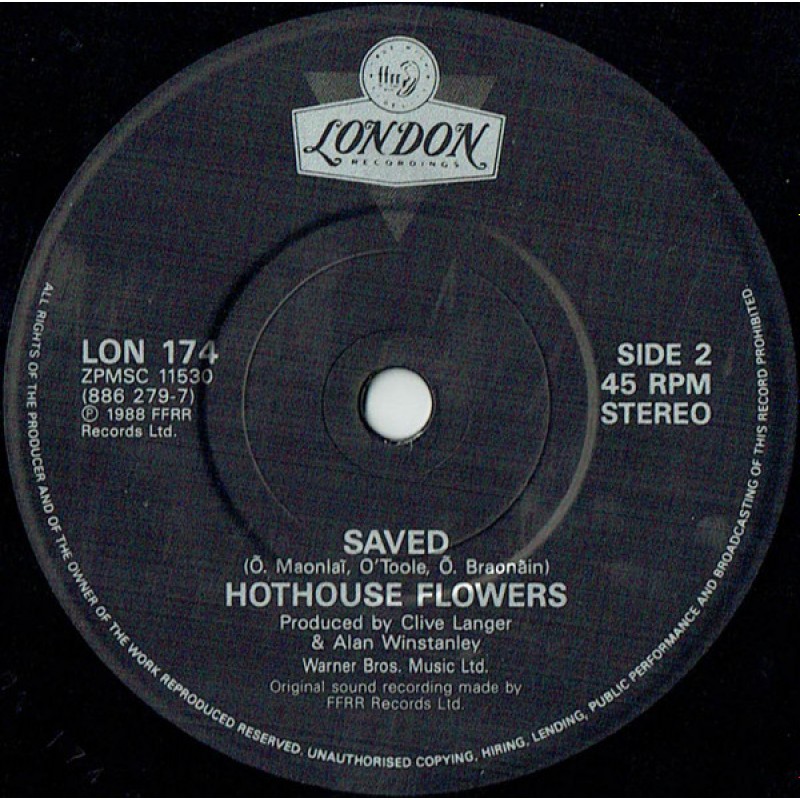 ffrr
LONDON
RECORDINGS
LON 174
ZPMSC 11530
(886 279-7)
℗ 1988 FFRR
Records Ltd.
SIDE 2
45 RPM
STEREO
SAVED
(Õ. Maonlaï, O'Toole, Õ. Braonâin)
HOTHOUSE FLOWERS
Produced by Clive Langer
& Alan Winstanley
Warner Bros. Music Ltd.
Original sound recording made by
FFRR Records Ltd.
ALL RIGHTS OF THE PRODUCER AND OF THE OWNER OF THE WORK REPRODUCED RESERVED. UNAUTHORISED COPYING, HIRING, LENDING, PUBLIC PERFORMANCE AND BROADCASTING OF THIS RECORD PROHIBITED.